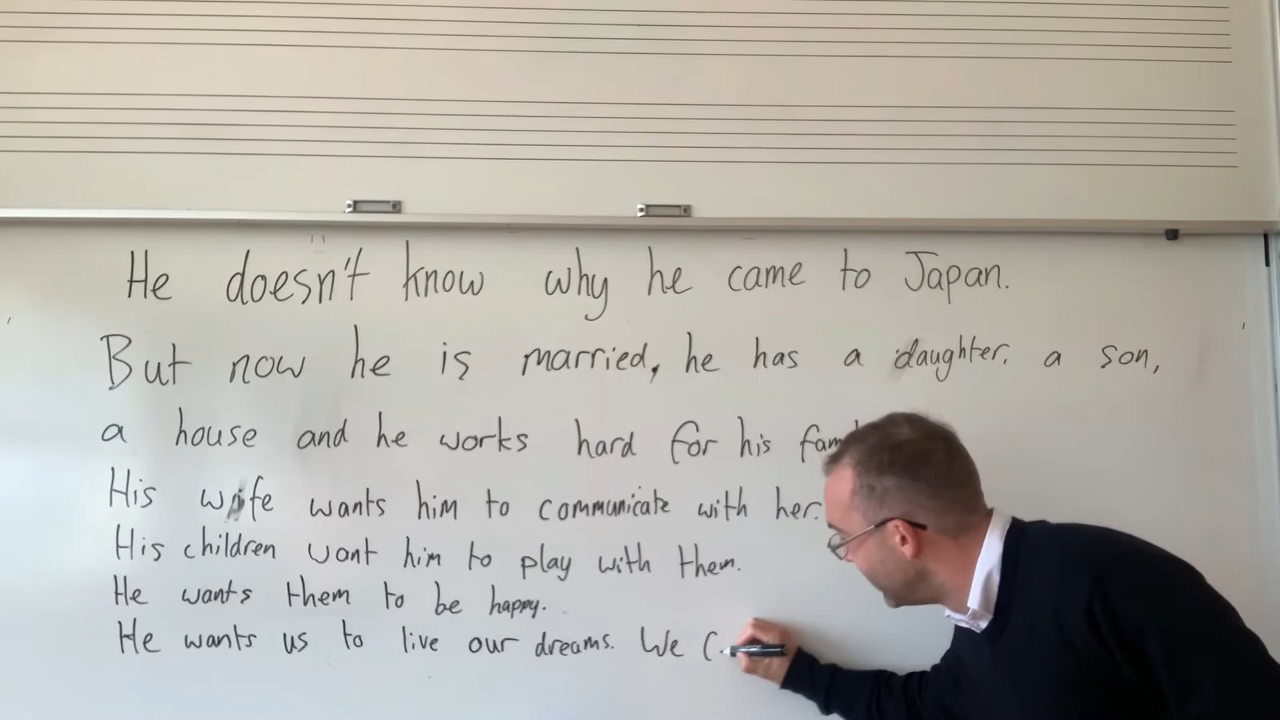 He doesn't know why he came to Japan.
But now he is married, he has a daughter, a son,
a house and he works hard for his
His wife wants him to communicate with her.
His children want him to play with them.
He wants them to be happy.
He wants us to live our dreams. We